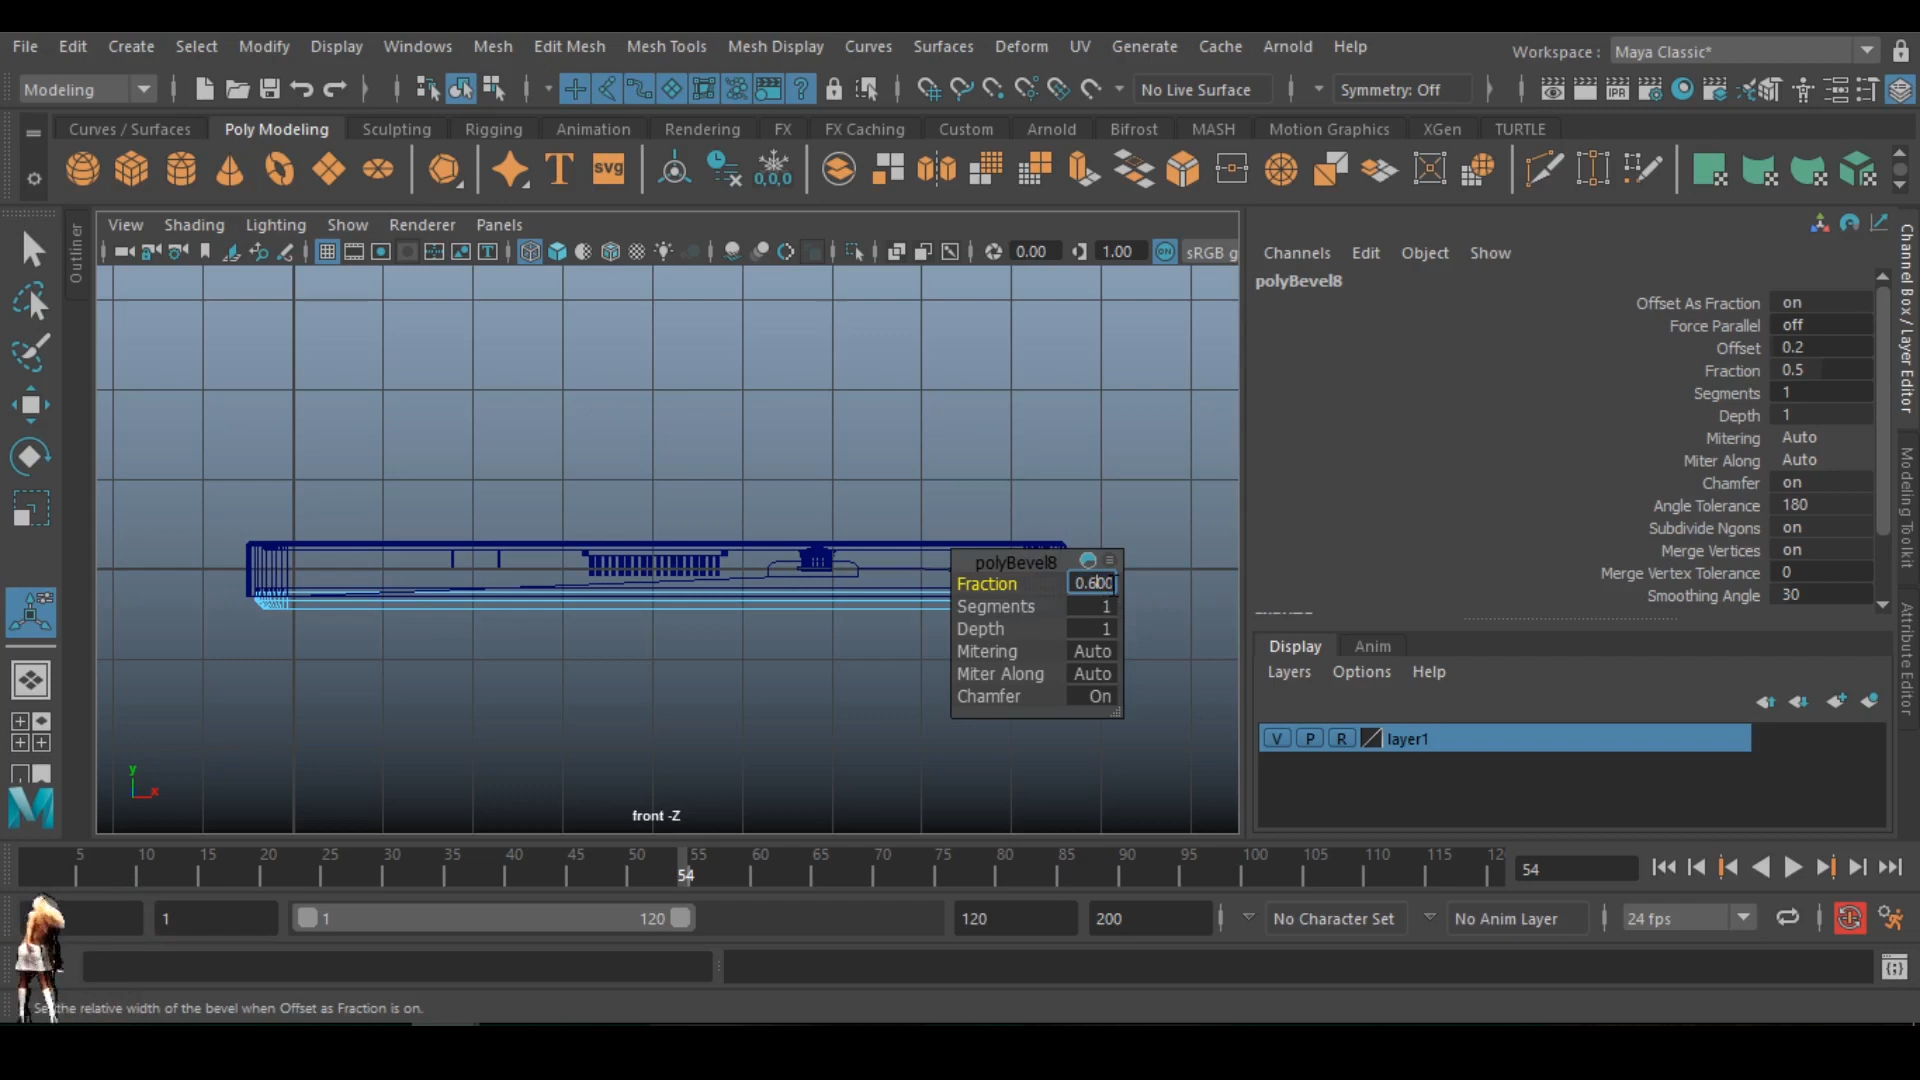 File Edit Create Select Modify Display Windows Mesh Edit Mesh Mesh Tools Mesh Display Curves Surfaces Deform UV Generate Cache Arnold Help
Workspace : Maya Classic*
Modeling No Live Surface Symmetry: Off
Curves / Surfaces Poly Modeling Sculpting Rigging Animation Rendering FX FX Caching Custom Arnold Bifrost MASH Motion Graphics XGen TURTLE
T svg 0,0,0
View Shading Lighting Show Renderer Panels
0.00 1.00 ON sRGB g
Outliner
Channels Edit Object Show
polyBevel8
Offset As Fraction on
Force Parallel off
Offset 0.2
Fraction 0.5
Segments 1
Depth 1
Mitering Auto
Miter Along Auto
Chamfer on
Angle Tolerance 180
Subdivide Ngons on
Merge Vertices on
Merge Vertex Tolerance 0
Smoothing Angle 30
Channel Box / Layer Editor
Modeling Toolkit
Attribute Editor
polyBevel8
Fraction 0.600
Segments 1
Depth 1
Mitering Auto
Miter Along Auto
Chamfer On
y
x
front -Z
Display Anim
Layers Options Help
V P R layer1
5 10 15 20 25 30 35 40 45 50 55 60 65 70 75 80 85 90 95 100 105 110 115 12
54
54
1 1 120 120 200 No Character Set No Anim Layer 24 fps
the relative width of the bevel when Offset as Fraction is on.